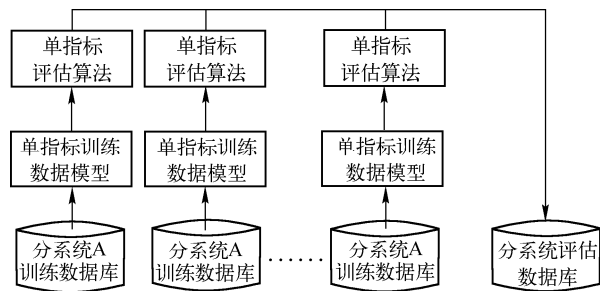 单指标
评估算法
单指标
评估算法
单指标
评估算法
单指标训练
数据模型
单指标训练
数据模型
单指标训练
数据模型
分系统A
训练数据库
分系统A
训练数据库
……
分系统A
训练数据库
分系统评估
数据库